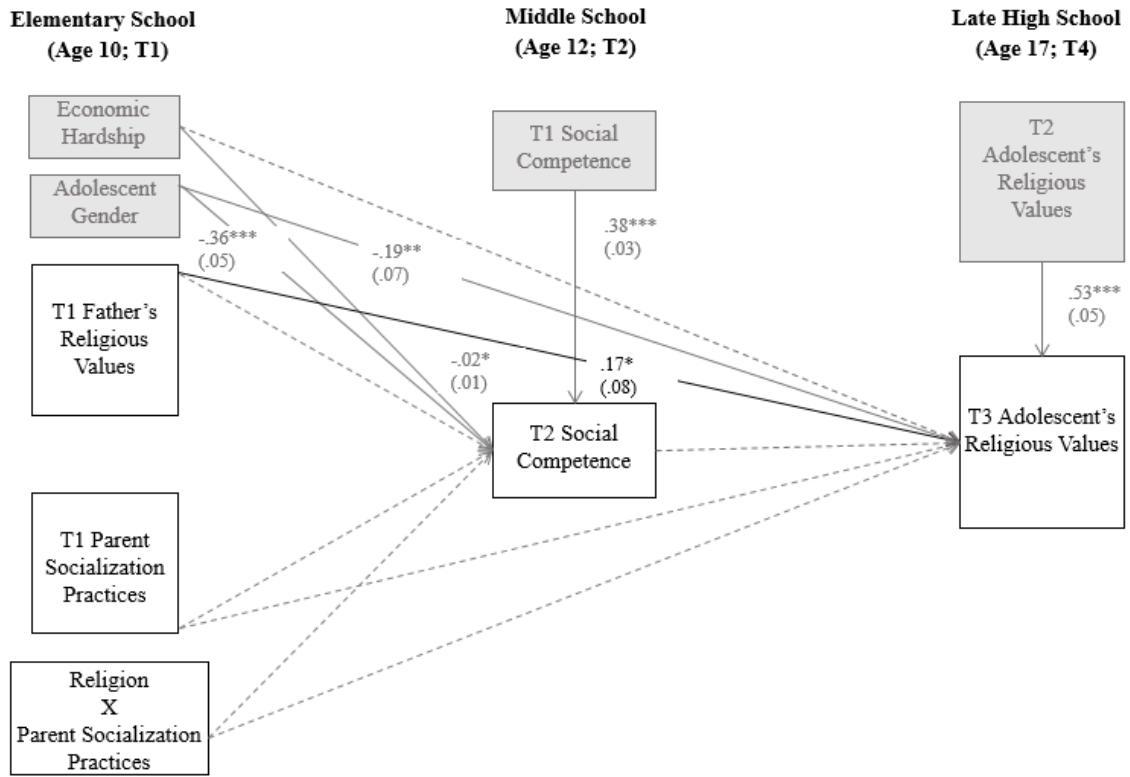 Elementary School
(Age 10; T1)
Middle School
(Age 12; T2)
Late High School
(Age 17; T4)
Economic
Hardship
Adolescent
Gender
T1 Father’s
Religious
Values
T1 Parent
Socialization
Practices
Religion
X
Parent Socialization
Practices
-.36***
(.05)
-.19**
(.07)
-.02*
(.01)
.17*
(.08)
T1 Social
Competence
.38***
(.03)
T2 Social
Competence
T2
Adolescent’s
Religious
Values
.53***
(.05)
T3 Adolescent’s
Religious Values